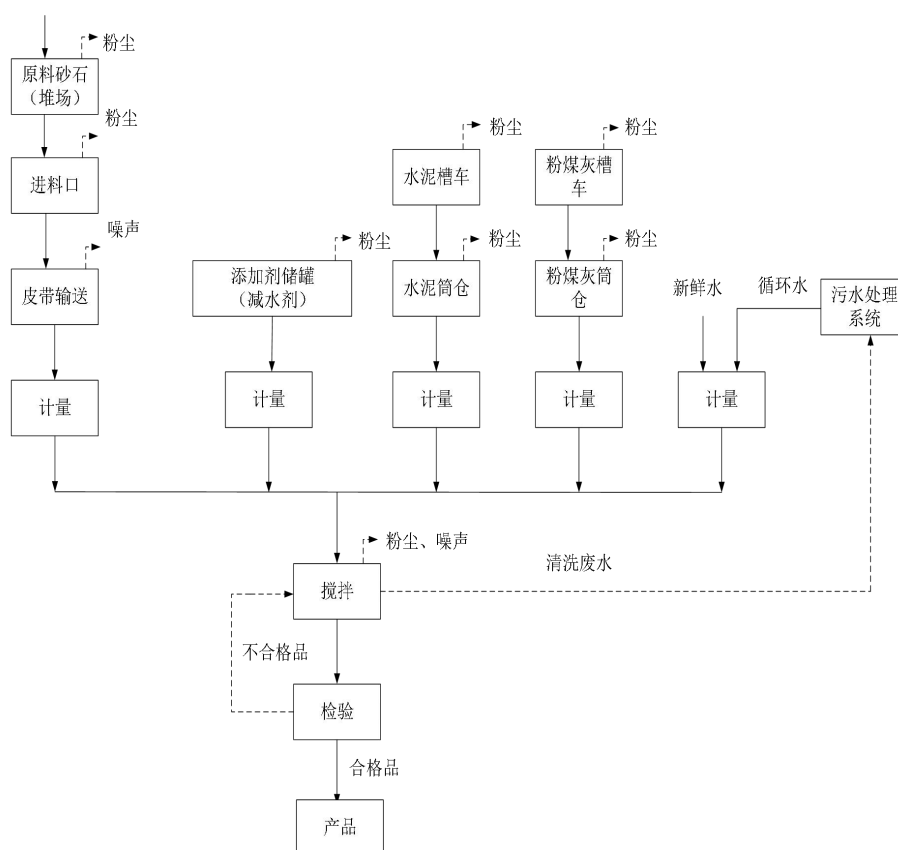 粉尘
原料砂石
（堆场）
粉尘
进料口
噪声
皮带输送
计量
粉尘
添加剂储罐
（减水剂）
计量
粉尘
水泥槽车
粉尘
水泥筒仓
计量
粉尘
粉煤灰槽
车
粉尘
粉煤灰筒
仓
计量
新鲜水
循环水
污水处理
系统
计量
粉尘、噪声
搅拌
清洗废水
不合格品
检验
合格品
产品